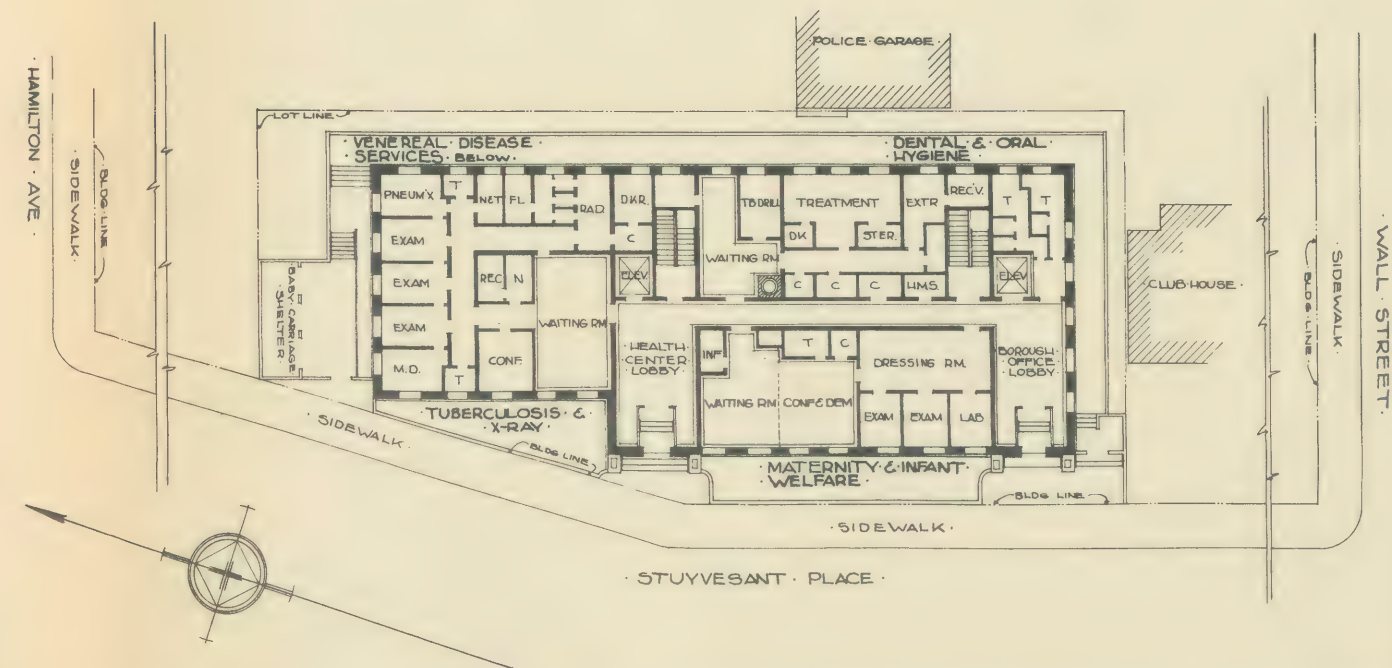 · POLICE · GARAGE ·
· HAMILTON · AVE ·
SIDEWALK ·
BLDG · LINE
LOT LINE
· VENEREAL · DISEASE ·
· SERVICES · BELOW ·
· DENTAL · & · ORAL ·
HYGIENE ·
PNEUM'X
T
N&T
FL.
RAD.
DKR.
C
TB DRILL
TREATMENT
EXTR
REC'V.
T
T
DK
STER.
EXAM
EXAM
EXAM
M.D.
T
REC
N
CONF.
WAITING RM
ELEV.
WAITING RM
C
C
C
H.M.S.
ELEV
· BABY · CARRIAGE ·
· SHELTER ·
· HEALTH ·
· CENTER ·
LOBBY ·
INF
T
C
DRESSING RM.
WAITING RM
CONF & DEM
EXAM
EXAM
LAB
BOROUGH ·
· OFFICE ·
LOBBY
· CLUB · HOUSE ·
· SIDEWALK ·
BLDG · LINE ·
· WALL · STREET ·
· TUBERCULOSIS · & ·
· X-RAY ·
SIDEWALK ·
BLDG LINE
· MATERNITY · & · INFANT ·
· WELFARE ·
BLDG · LINE
· SIDEWALK ·
· STUYVESANT · PLACE ·